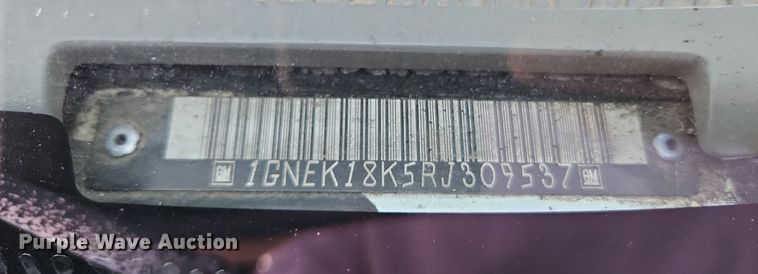 GM 1GNEK18K5RJ309537 GM
Purple Wave Auction